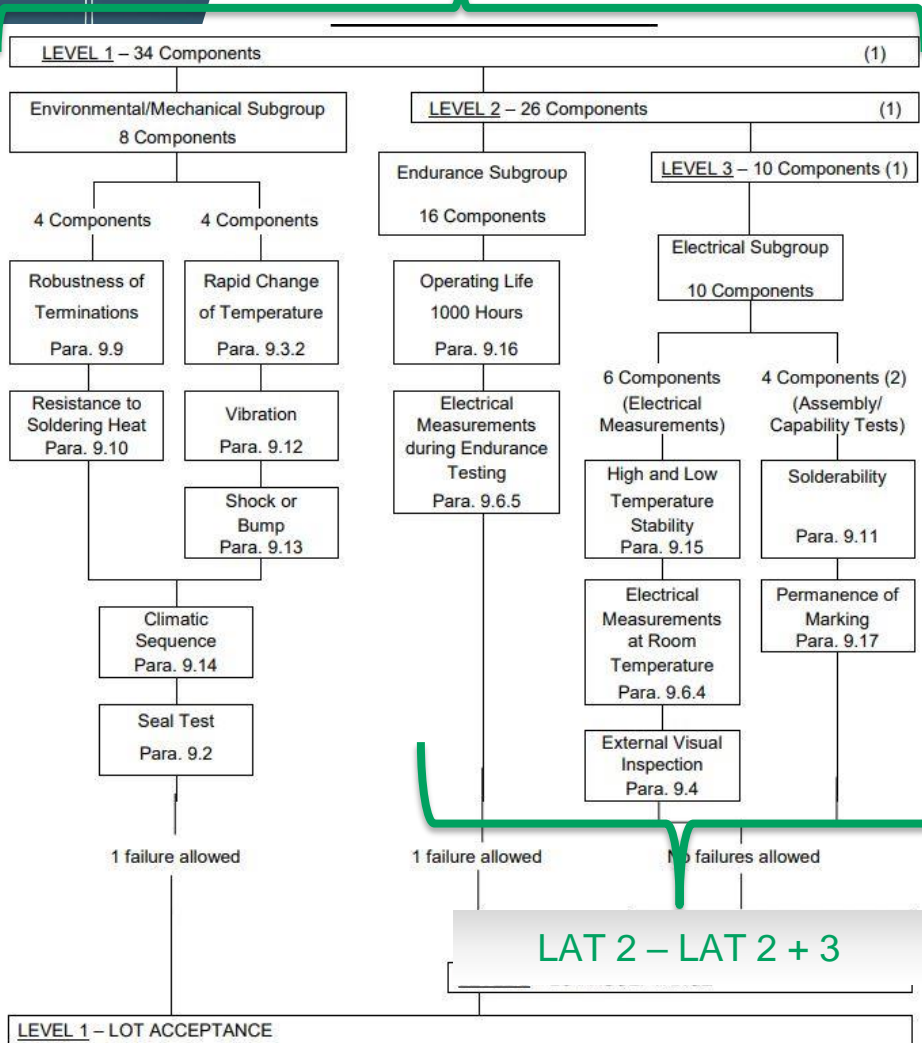 LEVEL 1 – 34 Components (1)
Environmental/Mechanical Subgroup
8 Components
LEVEL 2 – 26 Components (1)
Endurance Subgroup
16 Components
LEVEL 3 – 10 Components (1)
4 Components
4 Components
Electrical Subgroup
10 Components
Robustness of
Terminations
Para. 9.9
Rapid Change
of Temperature
Para. 9.3.2
Operating Life
1000 Hours
Para. 9.16
6 Components
(Electrical
Measurements)
4 Components (2)
(Assembly/
Capability Tests)
Resistance to
Soldering Heat
Para. 9.10
Vibration
Para. 9.12
Electrical
Measurements
during Endurance
Testing
Para. 9.6.5
High and Low
Temperature
Stability
Para. 9.15
Solderability
Para. 9.11
Shock or
Bump
Para. 9.13
Electrical
Measurements
at Room
Temperature
Para. 9.6.4
Permanence of
Marking
Para. 9.17
Climatic
Sequence
Para. 9.14
Seal Test
Para. 9.2
External Visual
Inspection
Para. 9.4
1 failure allowed
1 failure allowed
No failures allowed
LAT 2 – LAT 2 + 3
LEVEL 1 – LOT ACCEPTANCE